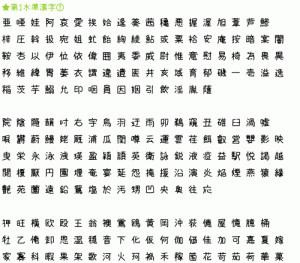 ★第1水準漢字①
亜唖娃阿哀愛挨姶逢葵茜穐悪握渥旭葦芦鯵
梓圧斡扱宛姐虻飴絢綾鮎或粟袷安庵按暗案闇
鞍杏以伊位依偉囲夷委威尉惟意慰易椅為畏異
移維緯胃萎衣謂違遺医井亥域育郁磯一壱溢逸
稲茨芋鰯允印咽員因姻引飲淫胤蔭
院陰隠韻吋右宇烏羽迂雨卯鵜窺丑碓臼渦嘘
唄欝蔚鰻姥厩浦瓜閏噂云運雲荏餌叡営嬰影映
曳栄永泳洩瑛盈穎頴英衛詠鋭液疫益駅悦謁越
閲榎厭円園堰奄宴延怨掩援沿演炎焔煙燕猿縁
艶苑薗遠鉛鴛塩於汚甥凹央奥往応
押旺横欧殴王翁襖鴬鴎黄岡沖荻億屋憶臆桶
牡乙俺卸恩温穏音下化仮何伽価佳加可嘉夏嫁
家寡科暇果架歌河火珂禍禾稼箇花苛茄荷華菓